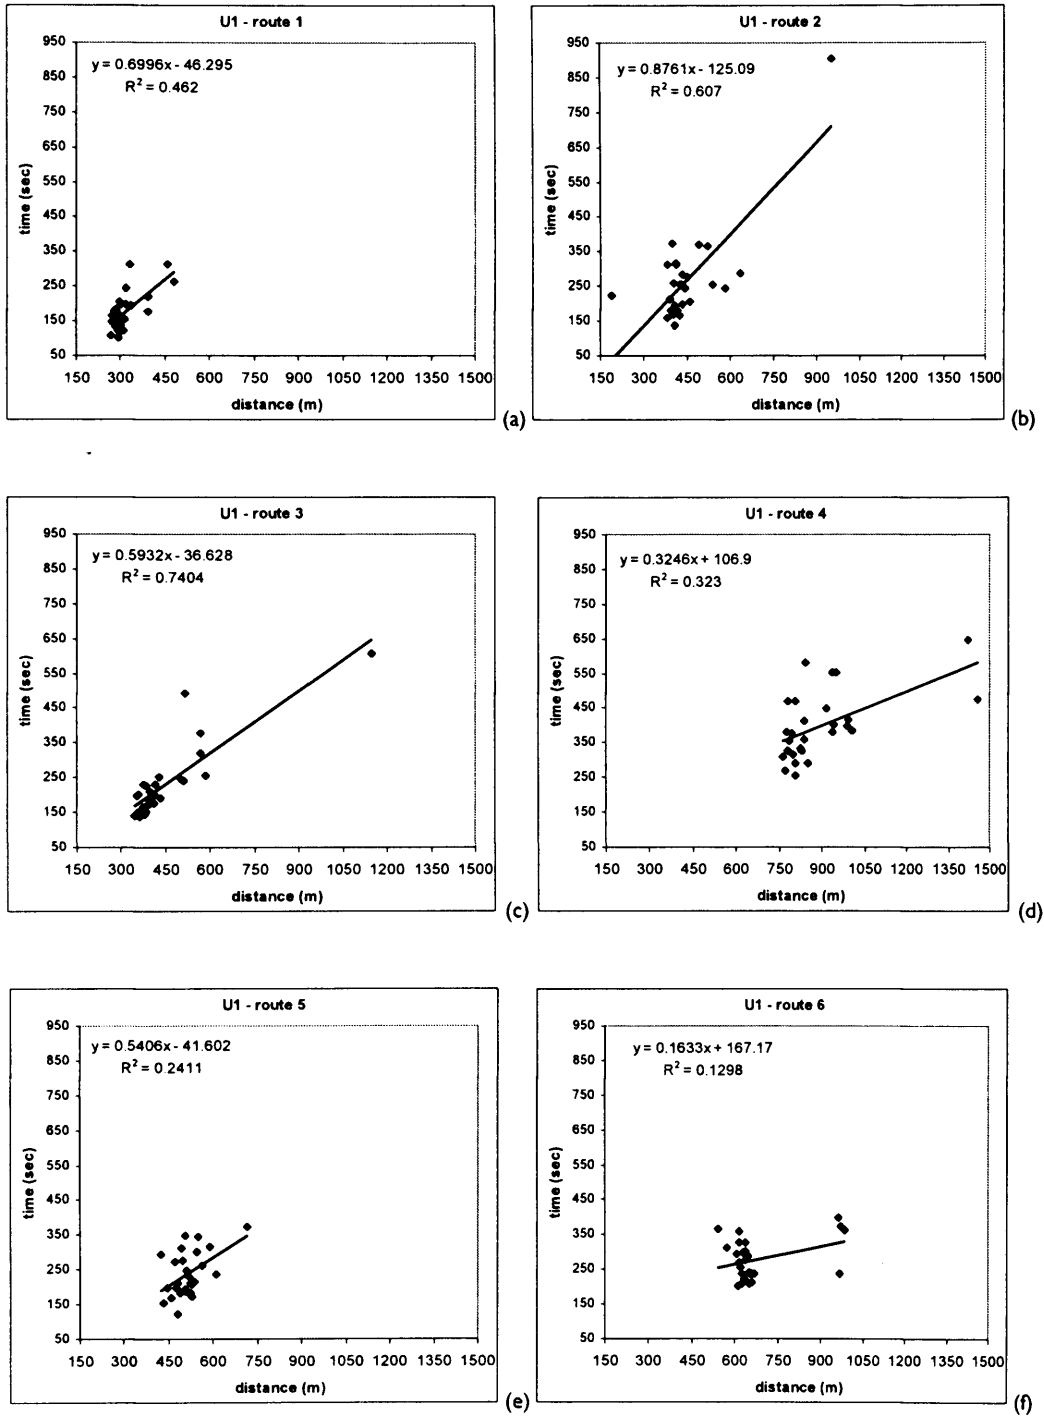 U1 - route 1
y = 0.6996x - 46.295
R² = 0.462
950
850
750
650
550
450
350
250
150
50
time (sec)
150 300 450 600 750 900 1050 1200 1350 1500
distance (m)
(a)
U1 - route 2
y = 0.8761x - 125.09
R² = 0.607
950
850
750
650
550
450
350
250
150
50
time (sec)
150 300 450 600 750 900 1050 1200 1350 1500
distance (m)
(b)
U1 - route 3
y = 0.5932x - 36.628
R² = 0.7404
950
850
750
650
550
450
350
250
150
50
time (sec)
150 300 450 600 750 900 1050 1200 1350 1500
distance (m)
(c)
U1 - route 4
y = 0.3246x + 106.9
R² = 0.323
950
850
750
650
550
450
350
250
150
50
time (sec)
150 300 450 600 750 900 1050 1200 1350 1500
distance (m)
(d)
U1 - route 5
y = 0.5406x - 41.602
R² = 0.2411
950
850
750
650
550
450
350
250
150
50
time (sec)
150 300 450 600 750 900 1050 1200 1350 1500
distance (m)
(e)
U1 - route 6
y = 0.1633x + 167.17
R² = 0.1298
950
850
750
650
550
450
350
250
150
50
time (sec)
150 300 450 600 750 900 1050 1200 1350 1500
distance (m)
(f)